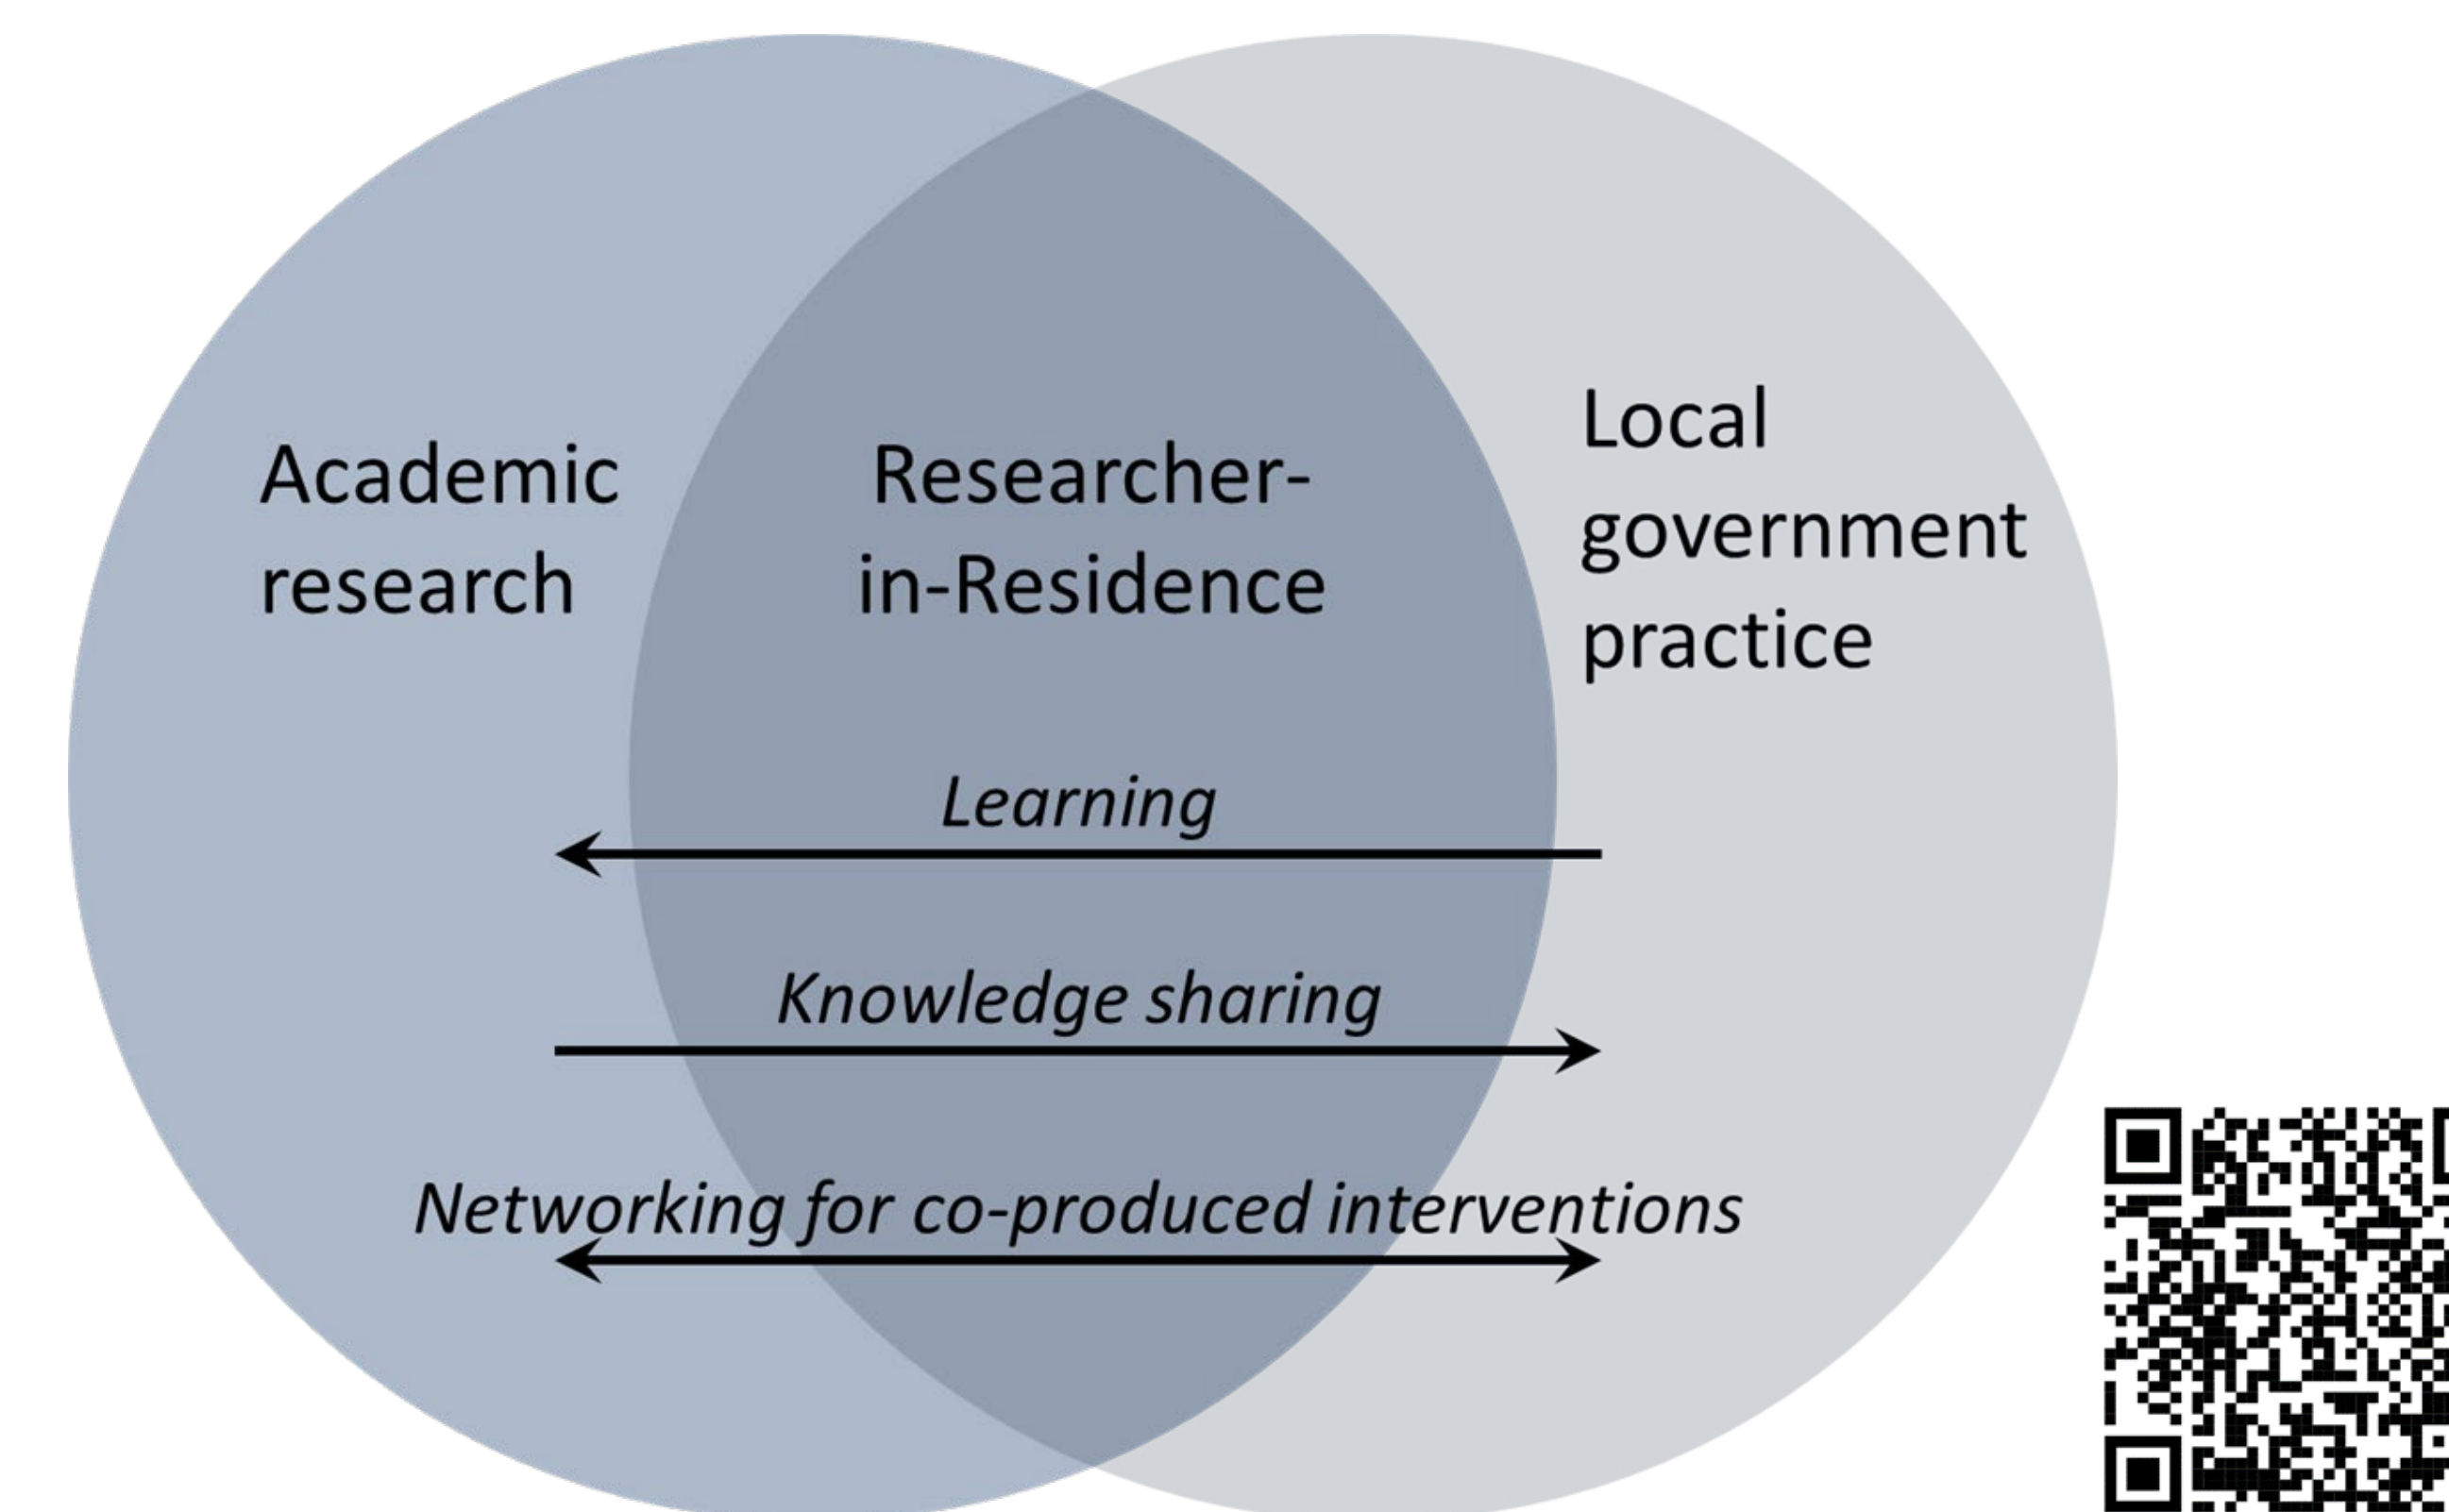 Academic
research
Researcher-
in-Residence
Local
government
practice
Learning
Knowledge sharing
Networking for co-produced interventions